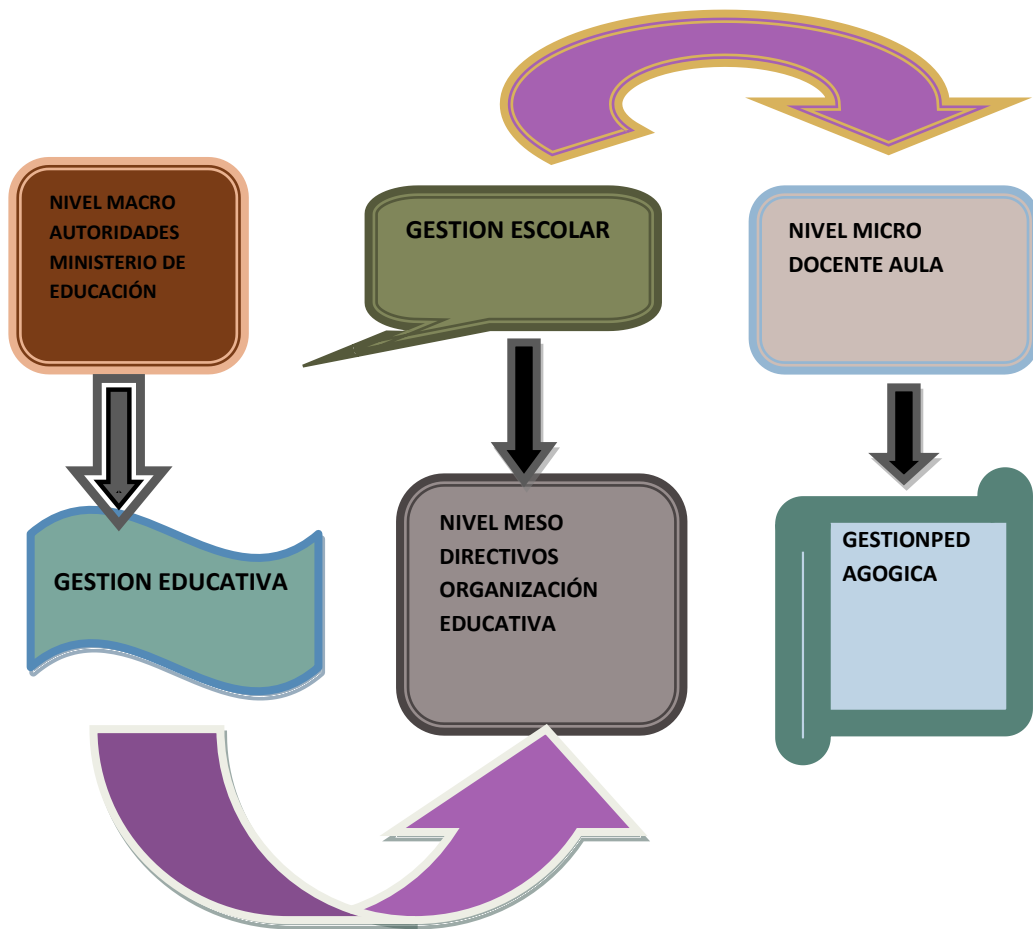 NIVEL MACRO
AUTORIDADES
MINISTERIO DE
EDUCACIÓN
GESTION EDUCATIVA
GESTION ESCOLAR
NIVEL MESO
DIRECTIVOS
ORGANIZACIÓN
EDUCATIVA
NIVEL MICRO
DOCENTE AULA
GESTIONPED
AGOGICA